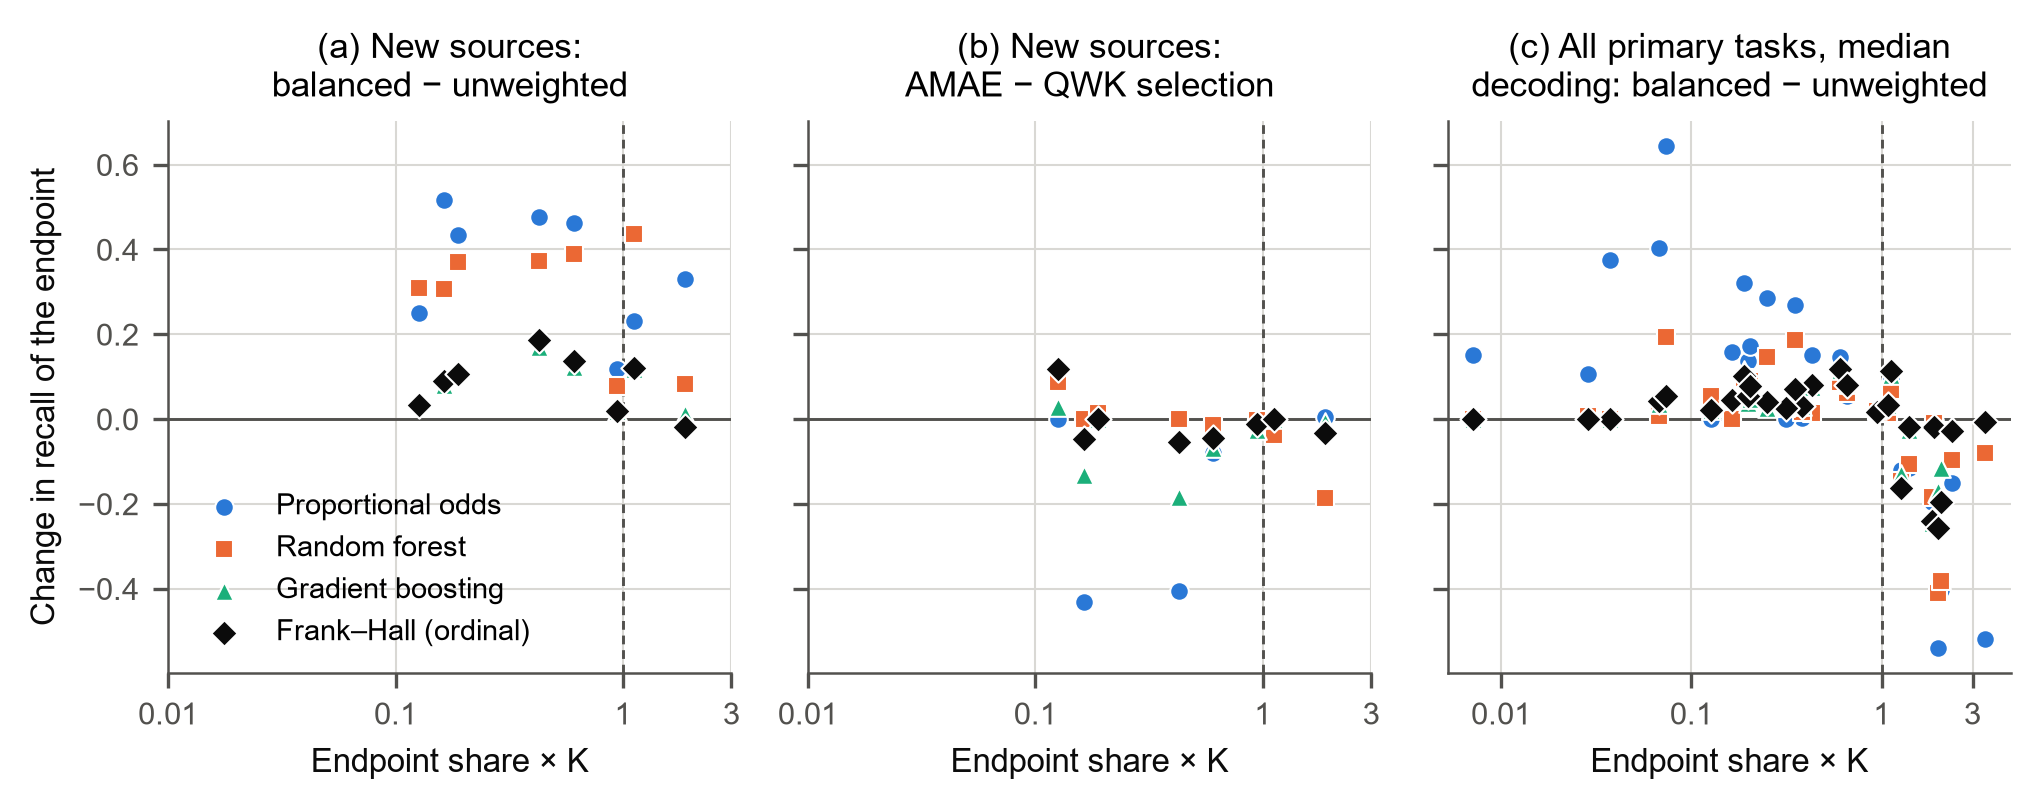 (a) New sources:
balanced − unweighted
(b) New sources:
AMAE − QWK selection
(c) All primary tasks, median
decoding: balanced − unweighted
Change in recall of the endpoint
0.6
0.4
0.2
0.0
−0.2
−0.4
Proportional odds
Random forest
Gradient boosting
Frank–Hall (ordinal)
0.01 0.1 1 3
0.01 0.1 1 3
0.01 0.1 1 3
Endpoint share × K
Endpoint share × K
Endpoint share × K